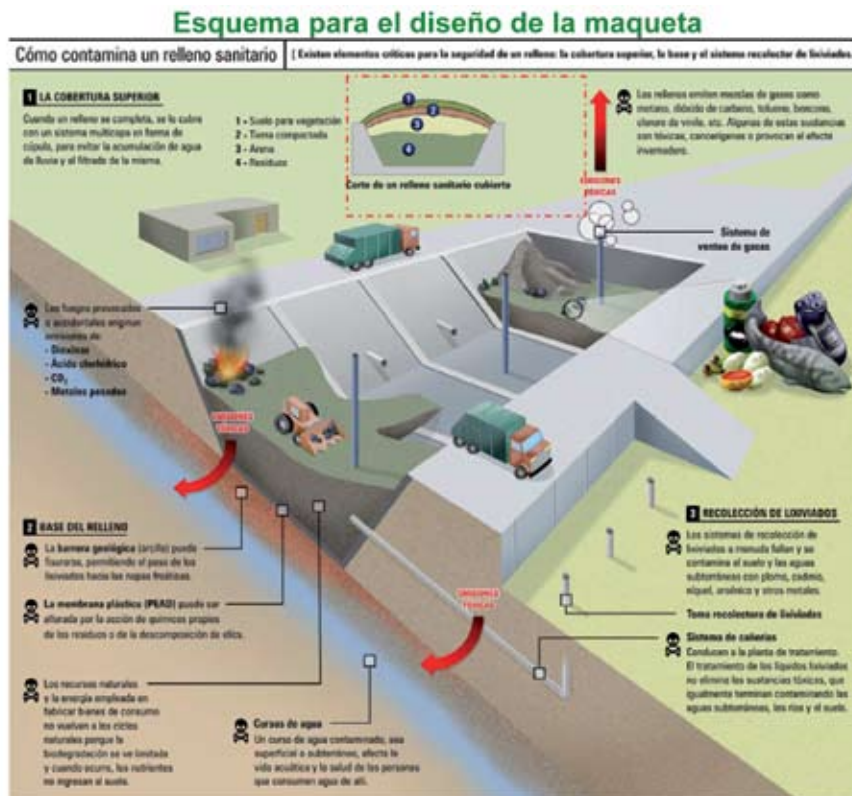 Esquema para el diseño de la maqueta
Cómo contamina un relleno sanitario
( Existen elementos críticos para la seguridad de un relleno: la cobertura superior, la base y el sistema recolector de lixiviados.
1 LA COBERTURA SUPERIOR
Cuando un relleno se completa, se lo cubre
con un sistema multicapa en forma de
cúpula, para evitar la acumulación de agua
de lluvia y el filtrado de la misma.
1 - Suelo para vegetación
2 - Tierra compactada
3 - Arena
4 - Residuos
1
2
3
4
Corte de un relleno sanitario cubierto
Los rellenos emiten mezclas de gases como
metano, dióxido de carbono, tolueno, benceno,
cloruro de vinilo, etc. Algunas de estas sustancias
son tóxicas, cancerígenas o provocan el efecto
invernadero.
EMISIONES
TÓXICAS
Sistema de
venteo de gases
Los fuegos provocados
o accidentales originan
emisiones de:
- Dioxinas
- Ácido clorhídrico
- CO2
- Metales pesados
EMISIONES
TÓXICAS
2 BASE DEL RELLENO
La barrera geológica (arcilla) puede
fisurarse, permitiendo el paso de los
lixiviados hacia las napas freáticas.
La membrana plástica (PEAD) puede ser
alterada por la acción de químicos propios
de los residuos o de la descomposición de ellos.
Los recursos naturales
y la energía empleada en
fabricar bienes de consumo
no vuelven a los ciclos
naturales porque la
biodegradación se ve limitada
y cuando ocurre, los nutrientes
no ingresan al suelo.
Cursos de agua
Un curso de agua contaminado, sea
superficial o subterráneo, afecta la
vida acuática y la salud de las personas
que consumen agua de allí.
EMISIONES
TÓXICAS
3 RECOLECCIÓN DE LIXIVIADOS
Los sistemas de recolección de
lixiviados a menudo fallan y se
contamina el suelo y las aguas
subterráneas con plomo, cadmio,
níquel, arsénico y otros metales.
Toma recolectora de lixiviados
Sistema de cañerías
Conducen a la planta de tratamiento.
El tratamiento de los líquidos lixiviados
no elimina las sustancias tóxicas, que
igualmente terminan contaminando las
aguas subterráneas, los ríos y el suelo.